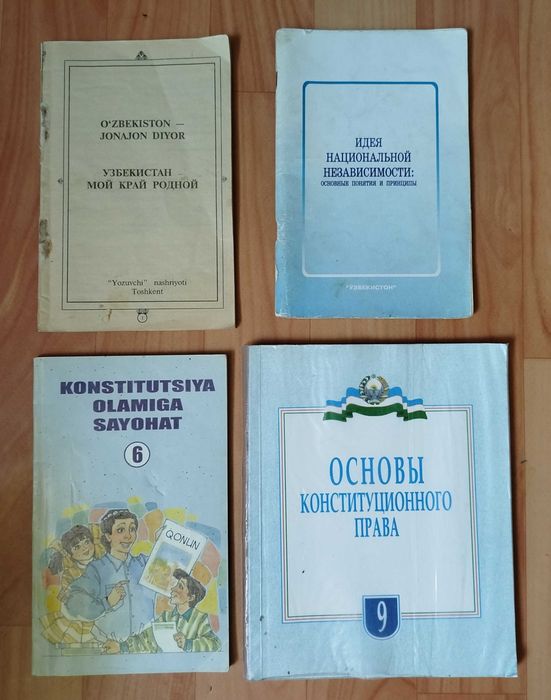 O‘ZBEKISTON —
JONAJON DIYOR
УЗБЕКИСТАН —
МОЙ КРАЙ РОДНОЙ
"Yozuvchi" nashriyoti
Toshkent
ИДЕЯ
НАЦИОНАЛЬНОЙ
НЕЗАВИСИМОСТИ:
ОСНОВНЫЕ ПОНЯТИЯ И ПРИНЦИПЫ
"ЎЗБЕКИСТОН"
KONSTITUTSIYA
OLAMIGA
SAYOHAT
6
QONUN
ОСНОВЫ
КОНСТИТУЦИОННОГО
ПРАВА
9